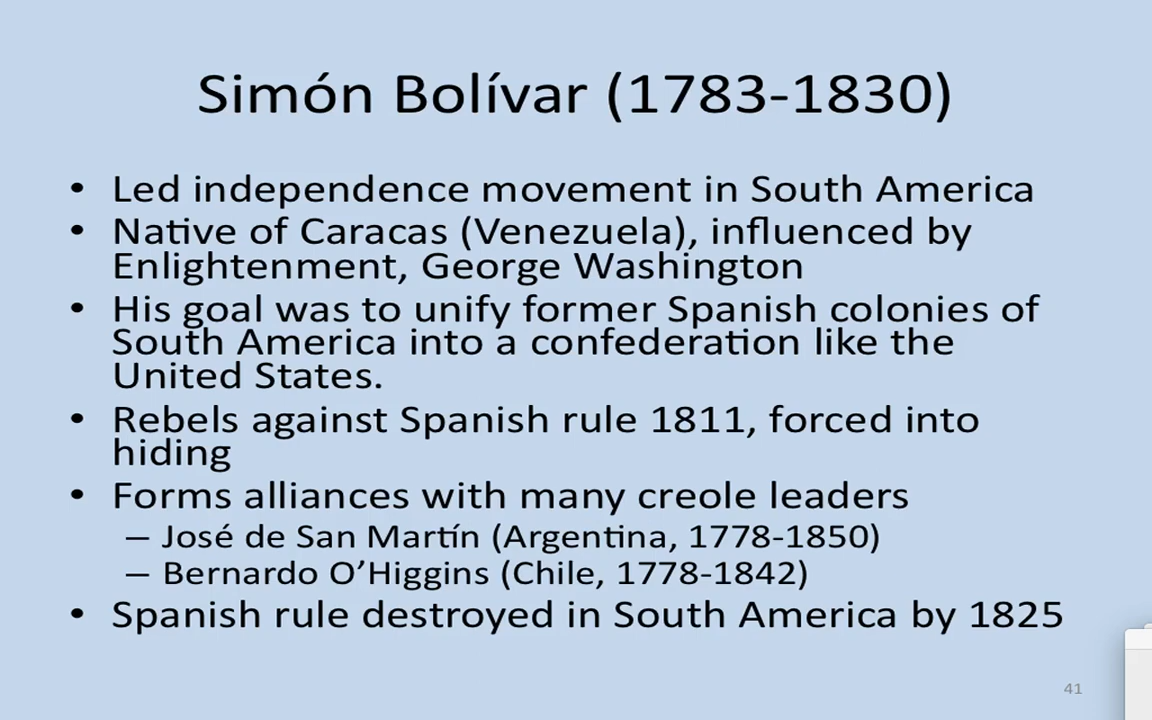 Simón Bolívar (1783-1830)
• Led independence movement in South America
• Native of Caracas (Venezuela), influenced by
Enlightenment, George Washington
• His goal was to unify former Spanish colonies of
South America into a confederation like the
United States.
• Rebels against Spanish rule 1811, forced into
hiding
• Forms alliances with many creole leaders
– José de San Martín (Argentina, 1778-1850)
– Bernardo O’Higgins (Chile, 1778-1842)
• Spanish rule destroyed in South America by 1825
41